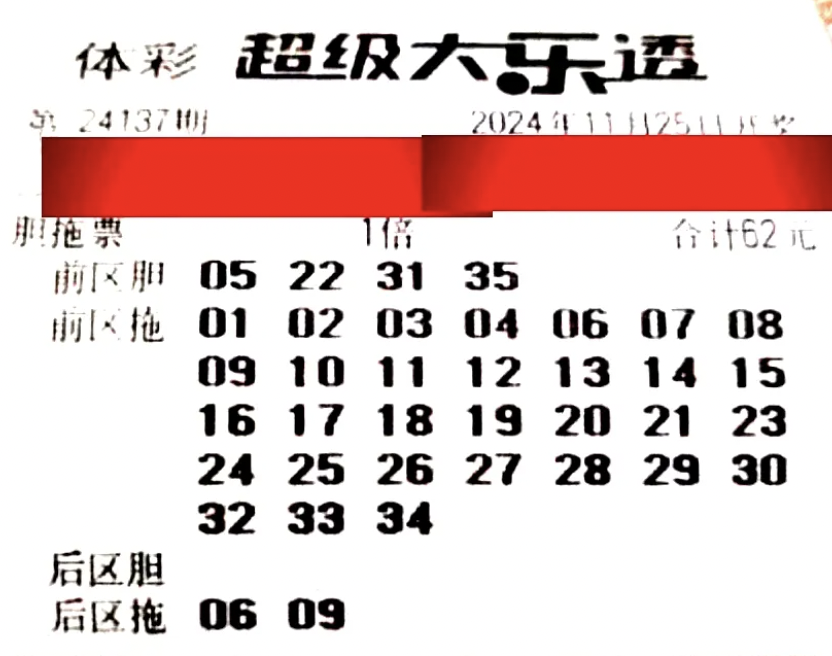 体彩 超级大乐透
第 24137期 2024年11月25日开奖
胆拖票 1倍 合计62元
前区胆 05 22 31 35
前区拖 01 02 03 04 06 07 08
09 10 11 12 13 14 15
16 17 18 19 20 21 23
24 25 26 27 28 29 30
32 33 34
后区胆
后区拖 06 09